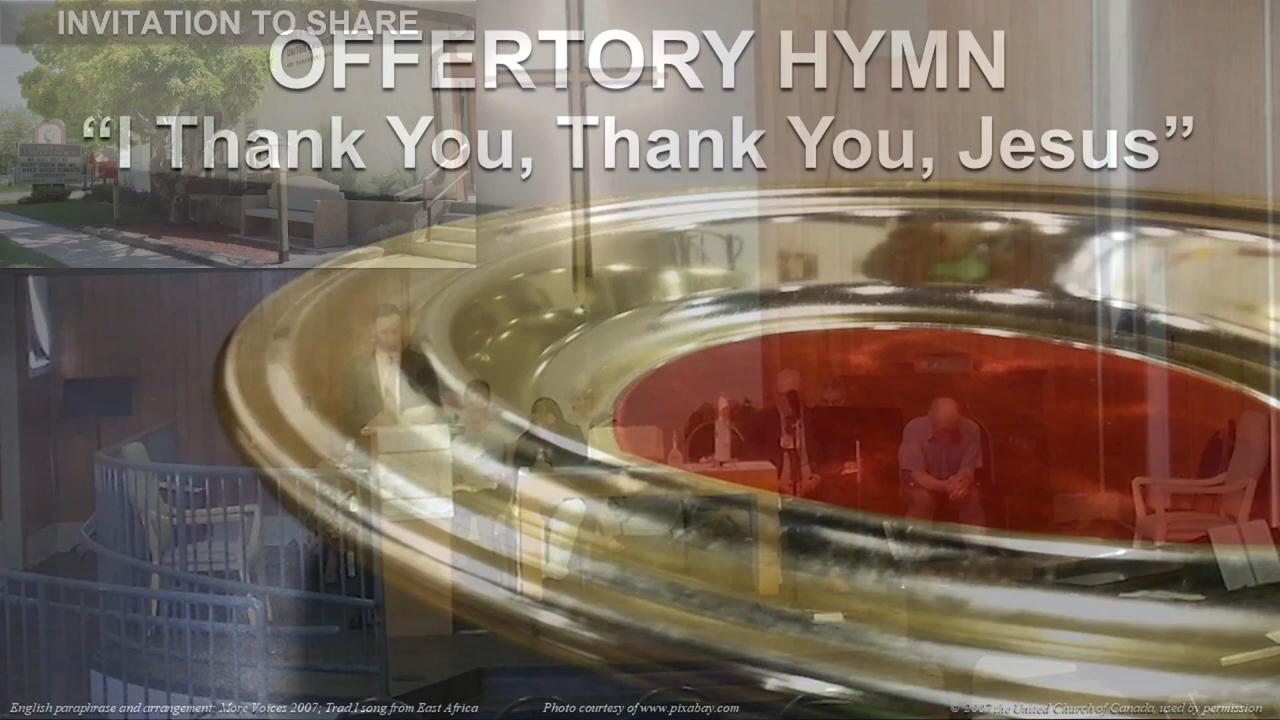 INVITATION TO SHARE
OFFERTORY HYMN
“I Thank You, Thank You, Jesus”
English paraphrase and arrangement: More Voices 2007; Trad'l song from East Africa
Photo courtesy of www.pixabay.com
© 2007 the United Church of Canada, used by permission